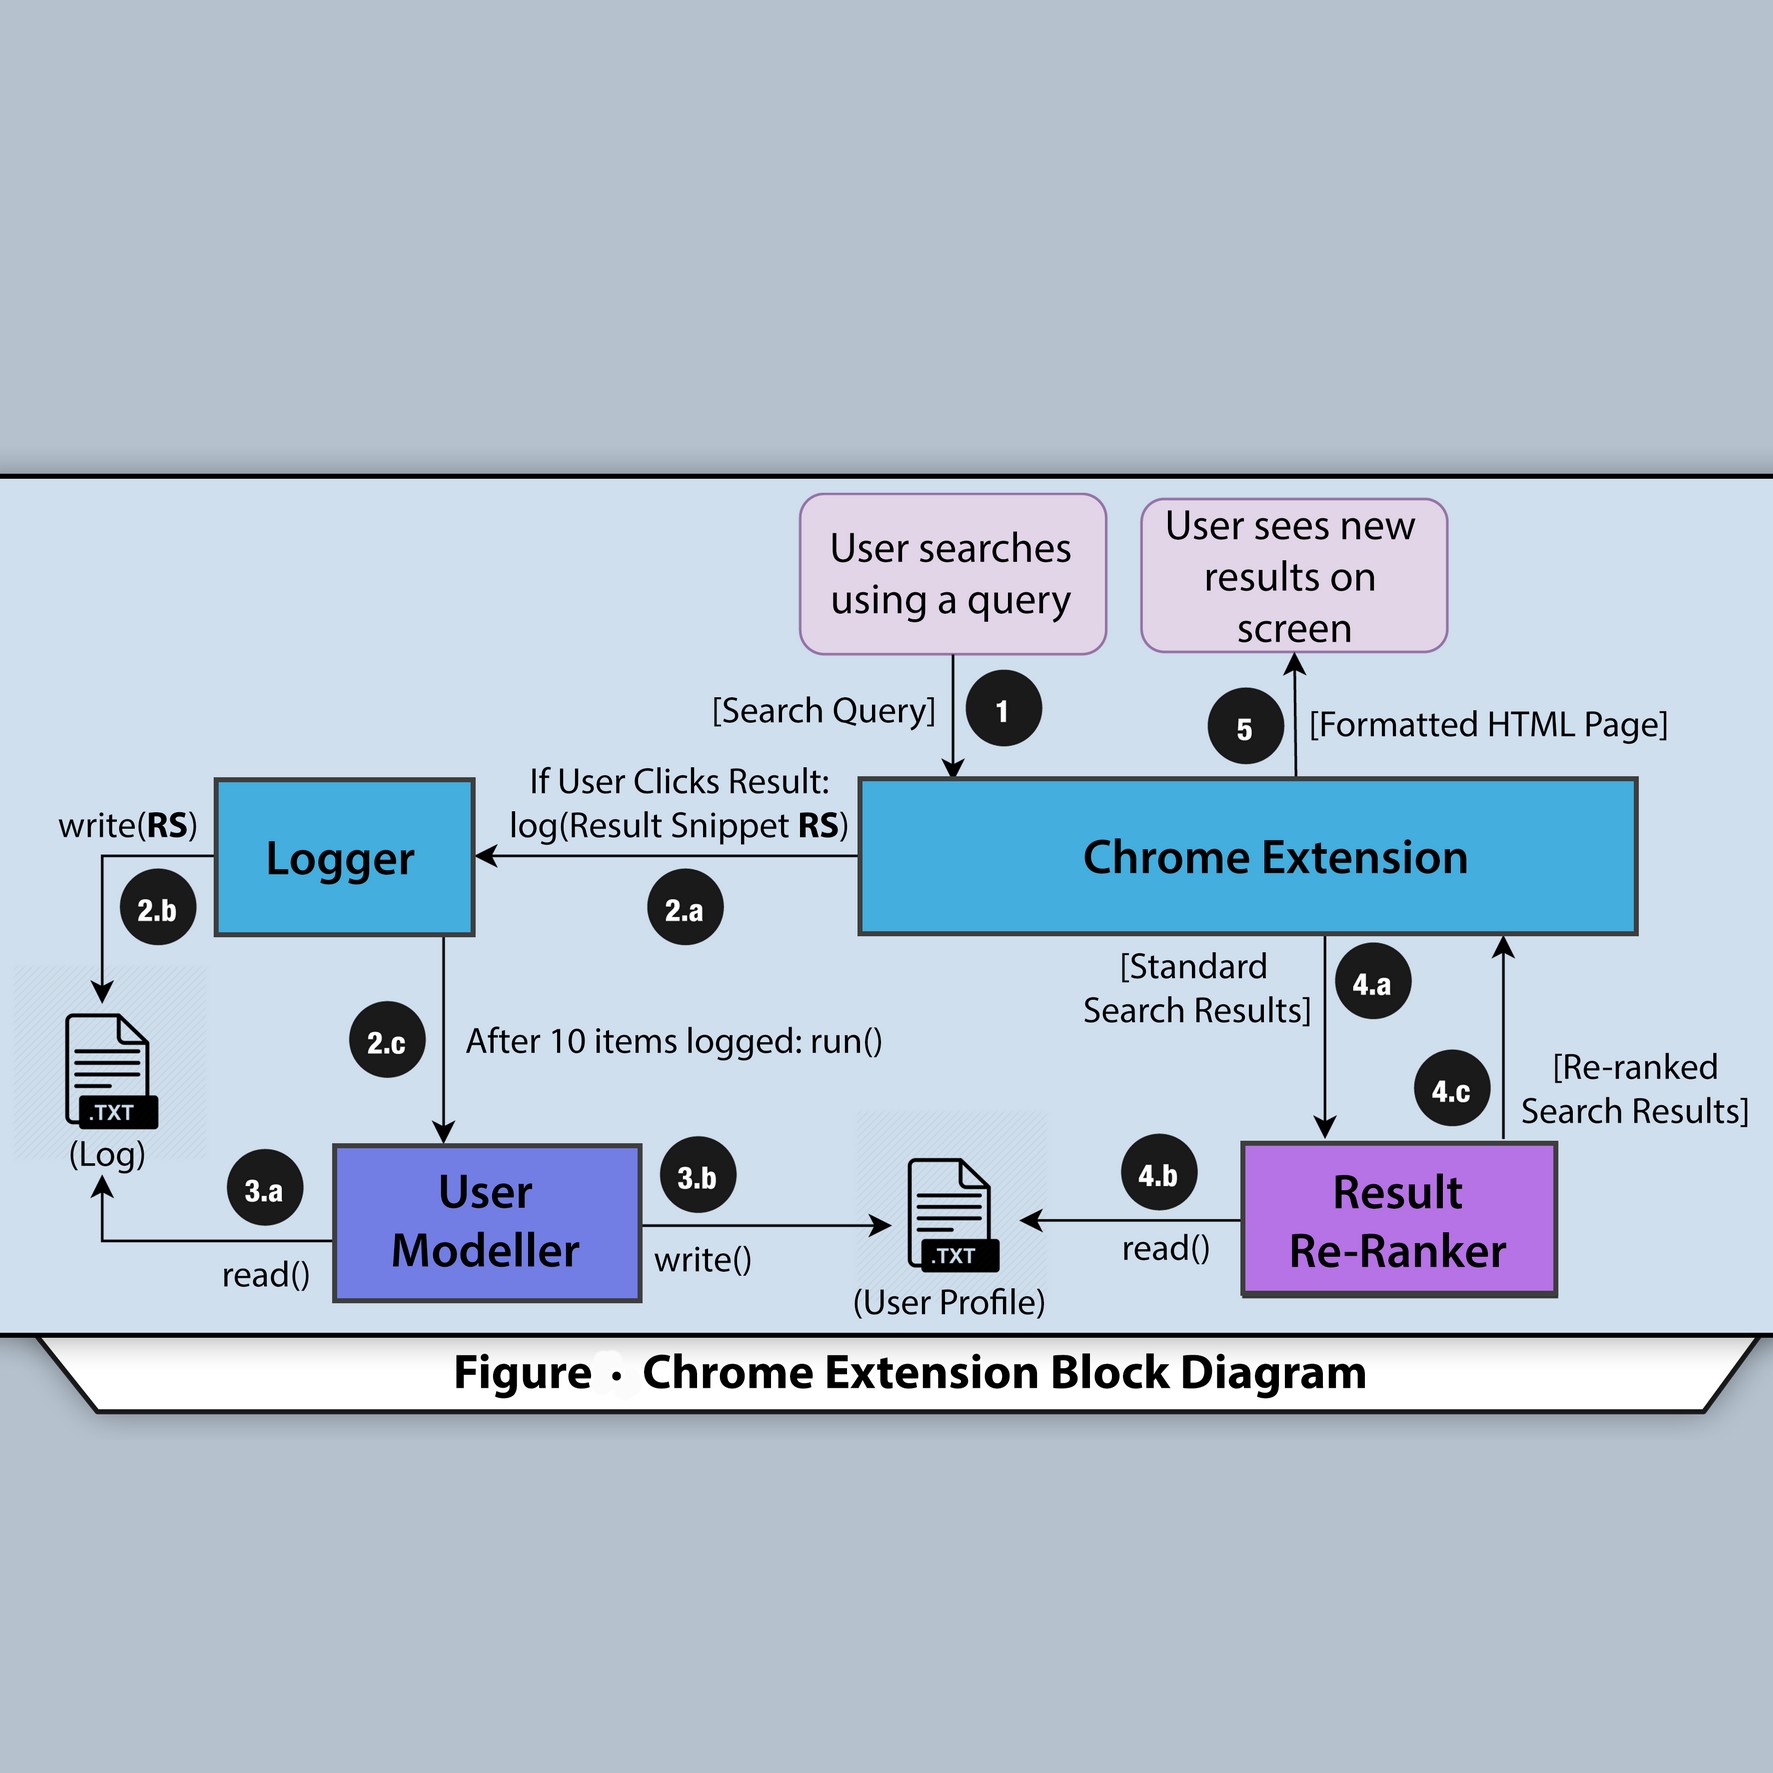 User searches
using a query
User sees new
results on
screen
[Search Query]
1
5
[Formatted HTML Page]
If User Clicks Result:
log(Result Snippet RS)
write(RS)
Logger
Chrome Extension
2.b
2.a
[Standard
Search Results]
4.a
2.c
After 10 items logged: run()
4.c
[Re-ranked
Search Results]
.TXT
(Log)
3.a
read()
User
Modeller
3.b
write()
.TXT
(User Profile)
4.b
read()
Result
Re-Ranker
Figure · Chrome Extension Block Diagram